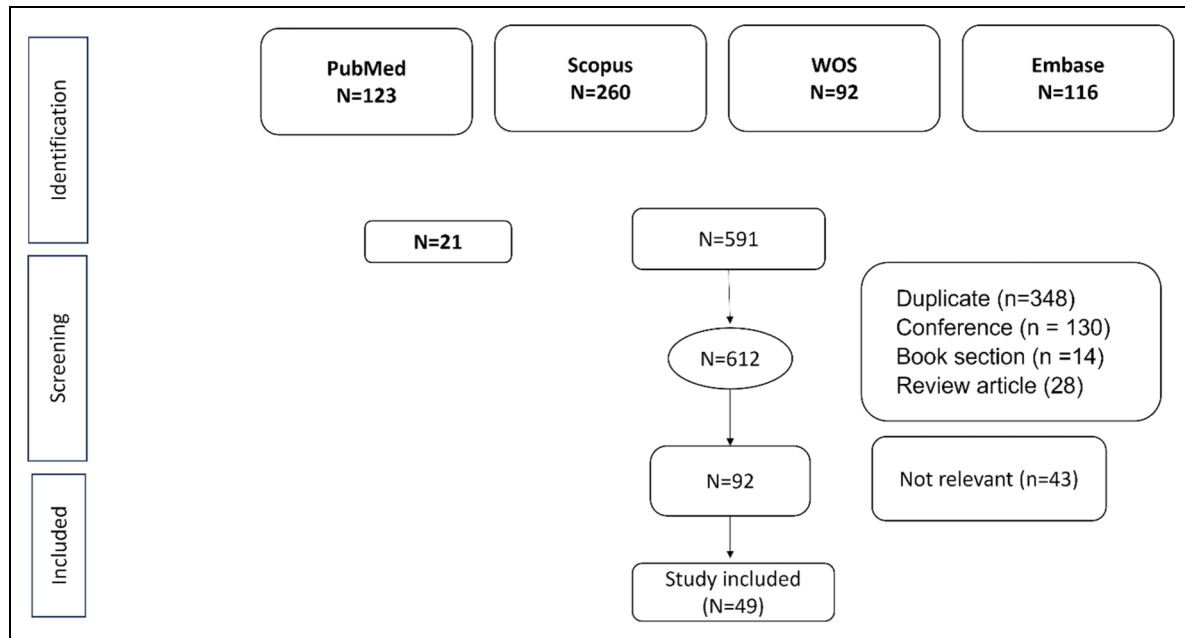 Identification
PubMed
N=123
Scopus
N=260
WOS
N=92
Embase
N=116
N=21
N=591
Screening
N=612
Duplicate (n=348)
Conference (n = 130)
Book section (n =14)
Review article (28)
N=92
Not relevant (n=43)
Included
Study included
(N=49)